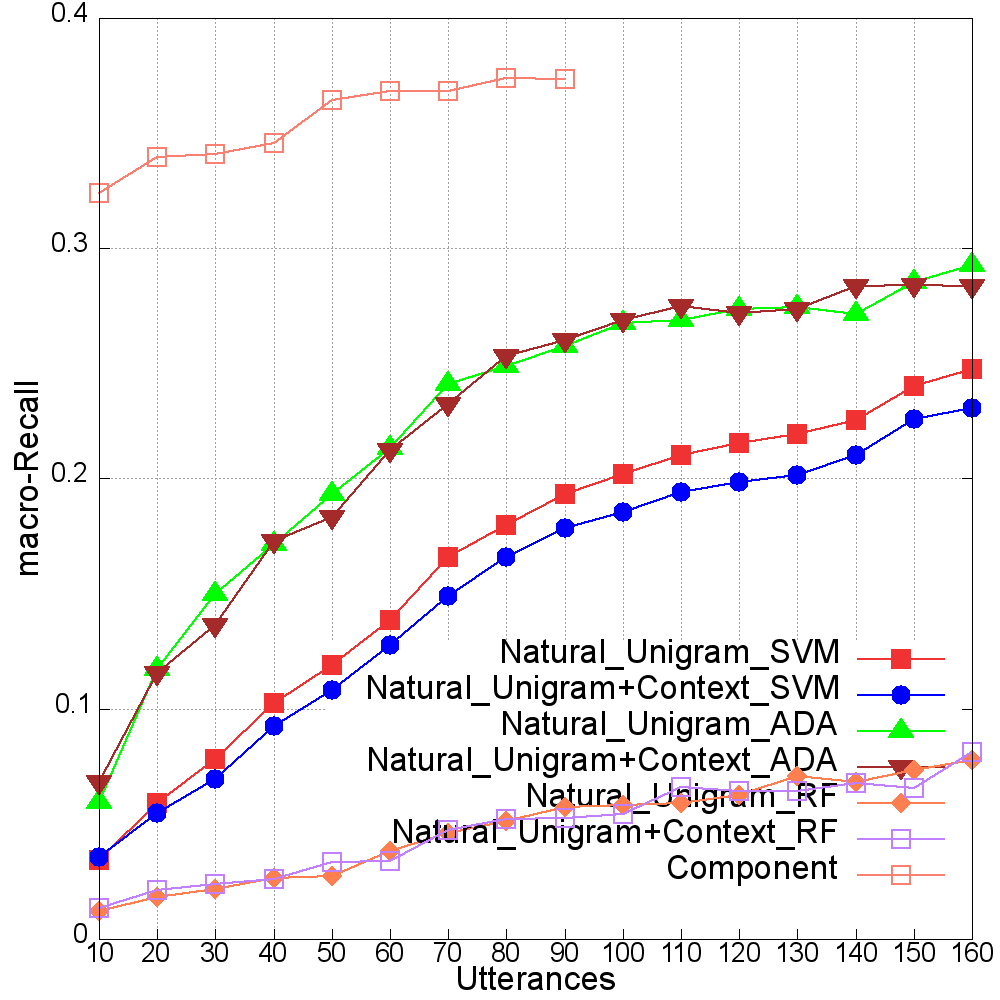 0.4
0.3
0.2
0.1
0
macro-Recall
10 20 30 40 50 60 70 80 90 100 110 120 130 140 150 160
Utterances
Natural_Unigram_SVM
Natural_Unigram+Context_SVM
Natural_Unigram_ADA
Natural_Unigram+Context_ADA
Natural_Unigram_RF
Natural_Unigram+Context_RF
Component